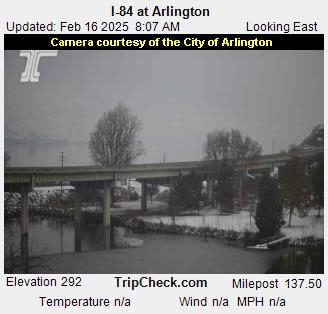 I-84 at Arlington
Updated: Feb 16 2025 8:07 AM Looking East
Camera courtesy of the City of Arlington
Elevation 292 TripCheck.com Milepost 137.50
Temperature n/a Wind n/a MPH n/a